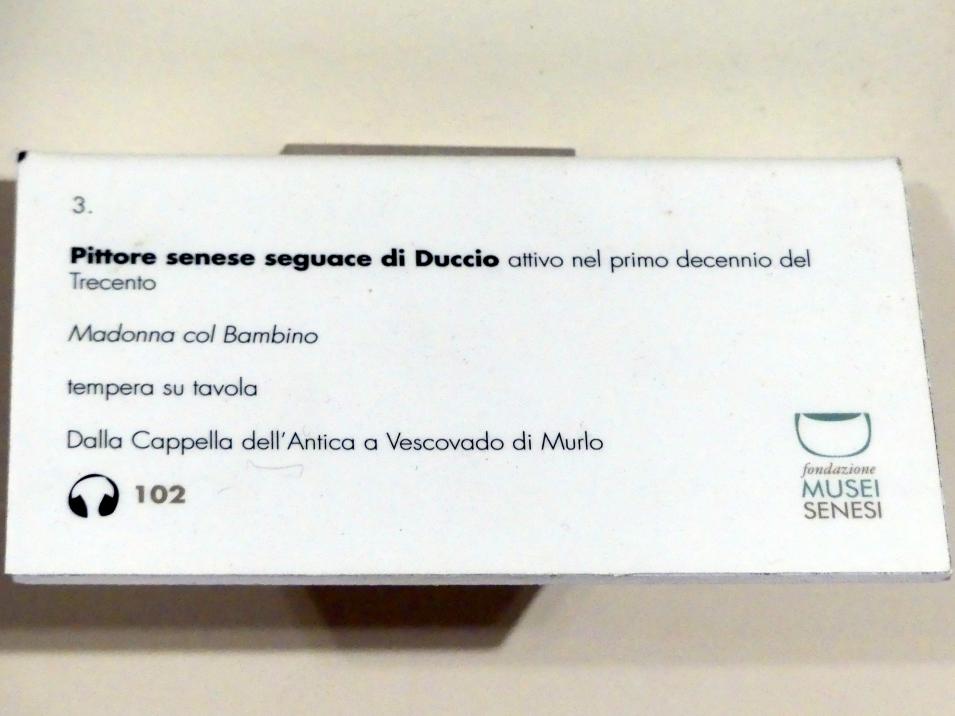 3.
Pittore senese seguace di Duccio attivo nel primo decennio del
Trecento
Madonna col Bambino
tempera su tavola
Dalla Cappella dell'Antica a Vescovado di Murlo
102
fondazione
MUSEI
SENESI